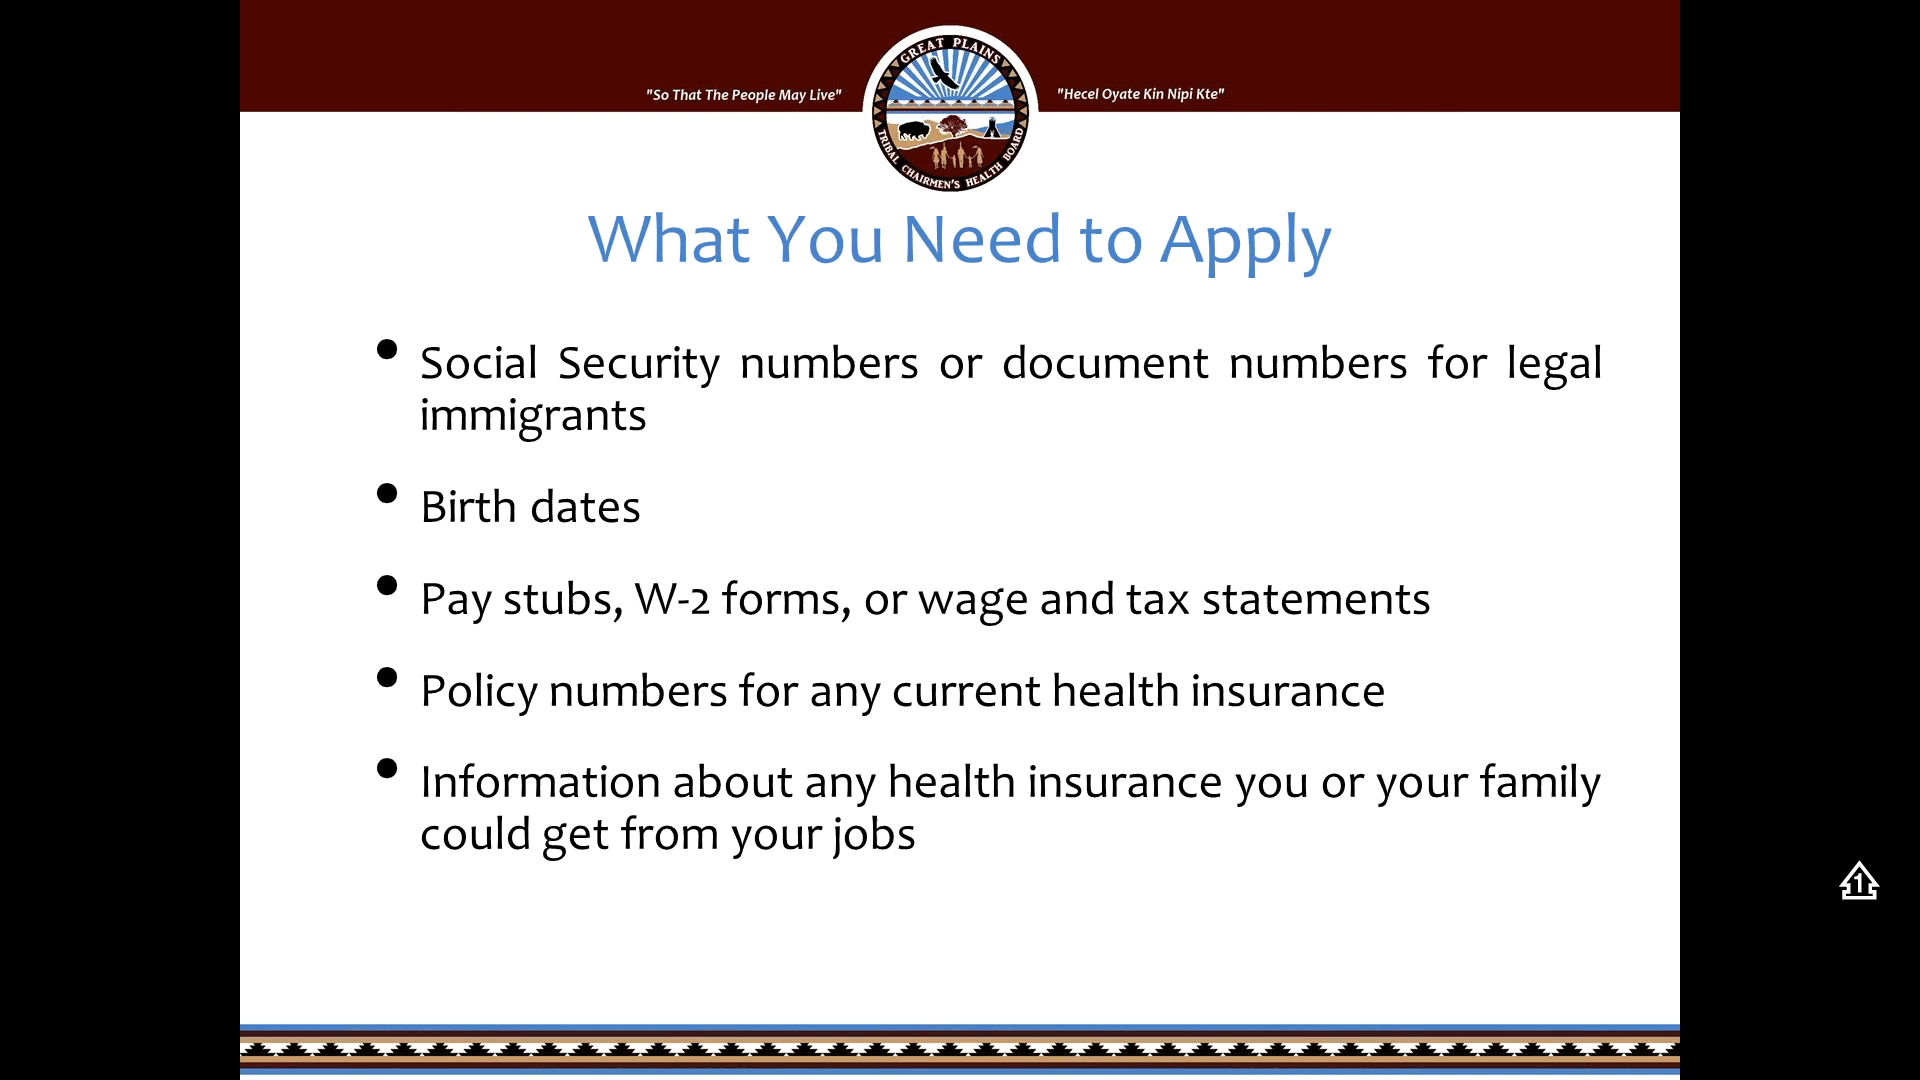 "So That The People May Live"
GREAT PLAINS
TRIBAL CHAIRMEN'S HEALTH BOARD
"Hecel Oyate Kin Nipi Kte"
What You Need to Apply
• Social Security numbers or document numbers for legal
immigrants
• Birth dates
• Pay stubs, W-2 forms, or wage and tax statements
• Policy numbers for any current health insurance
• Information about any health insurance you or your family
could get from your jobs
1